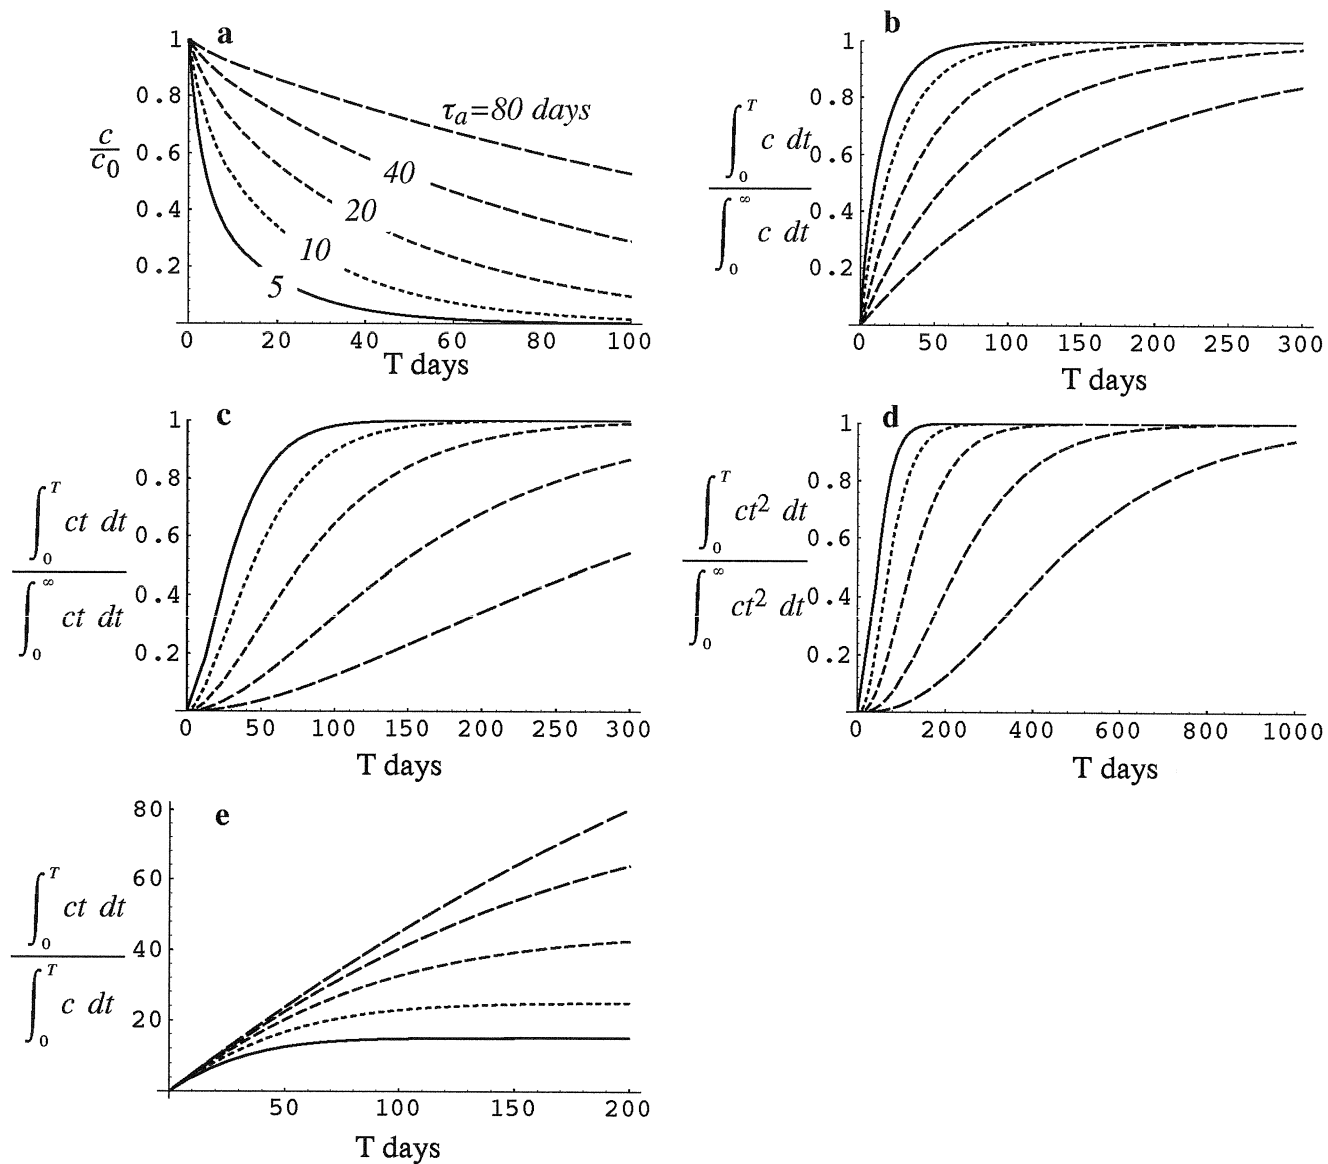 a
1
0.8
0.6
0.4
0.2
c
c0
τa=80 days
40
20
10
5
0 20 40 60 80 100
T days
b
1
0.8
0.6
0.4
0.2
∫0T c dt
∫0∞ c dt
0 50 100 150 200 250 300
T days
c
1
0.8
0.6
0.4
0.2
∫0T ct dt
∫0∞ ct dt
0 50 100 150 200 250 300
T days
d
1
0.8
0.6
0.4
0.2
∫0T ct2 dt
∫0∞ ct2 dt
0 200 400 600 800 1000
T days
e
80
60
40
20
∫0T ct dt
∫0T c dt
50 100 150 200
T days